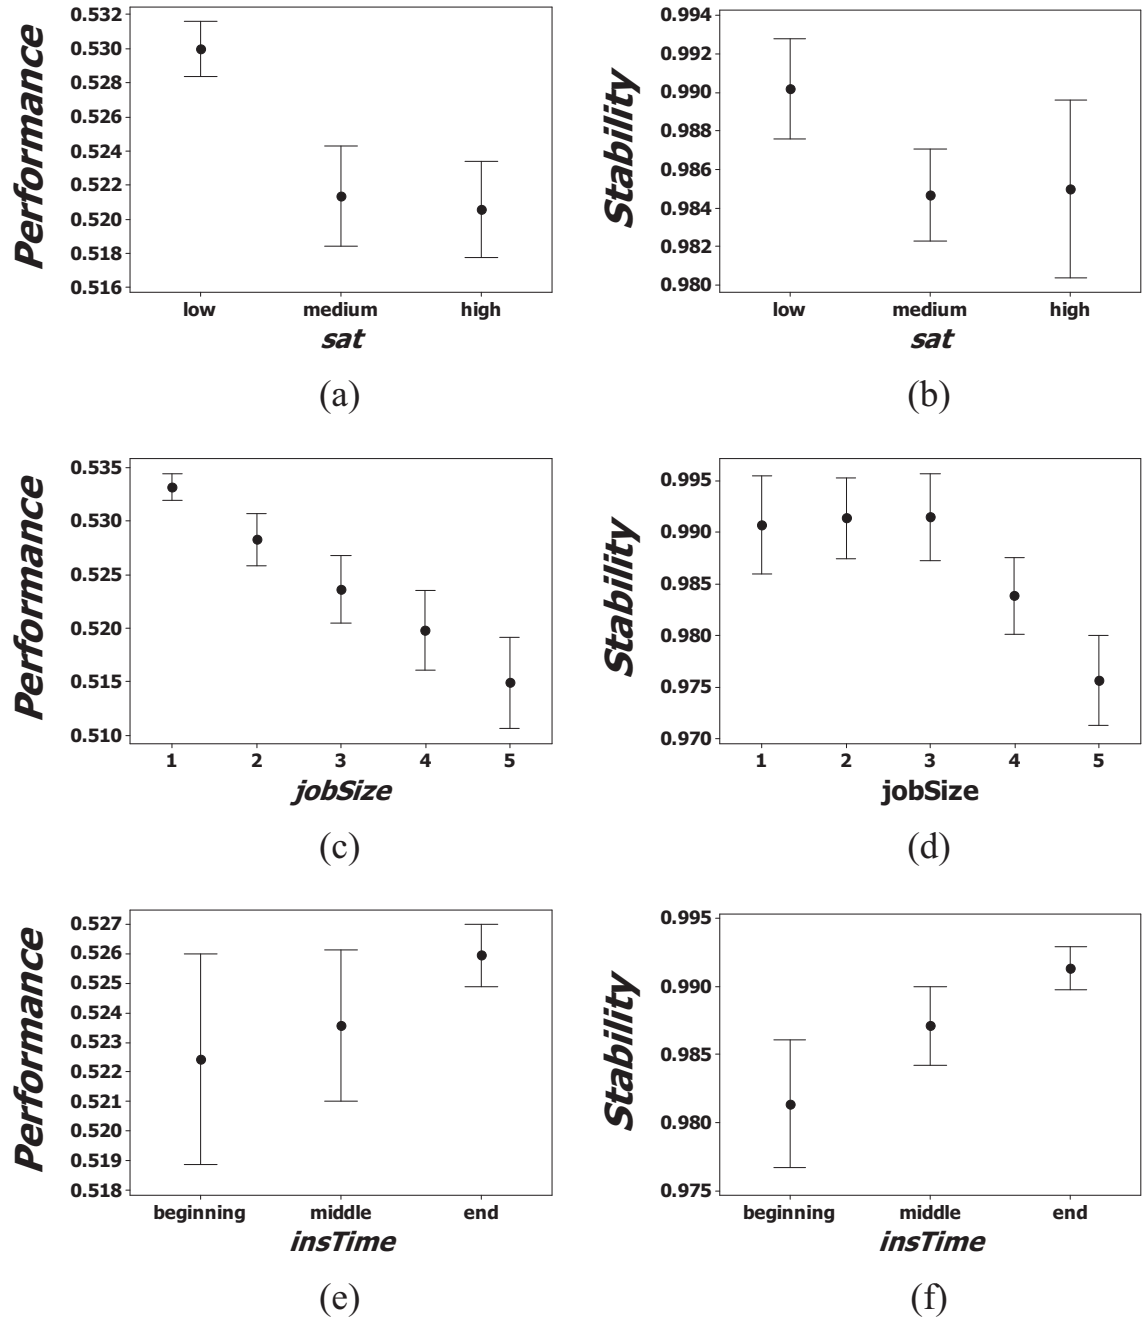 Performance
0.532
0.530
0.528
0.526
0.524
0.522
0.520
0.518
0.516
low medium high
sat
(a)
Stability
0.994
0.992
0.990
0.988
0.986
0.984
0.982
0.980
low medium high
sat
(b)
Performance
0.535
0.530
0.525
0.520
0.515
0.510
1 2 3 4 5
jobSize
(c)
Stability
0.995
0.990
0.985
0.980
0.975
0.970
1 2 3 4 5
jobSize
(d)
Performance
0.527
0.526
0.525
0.524
0.523
0.522
0.521
0.520
0.519
0.518
beginning middle end
insTime
(e)
Stability
0.995
0.990
0.985
0.980
0.975
beginning middle end
insTime
(f)